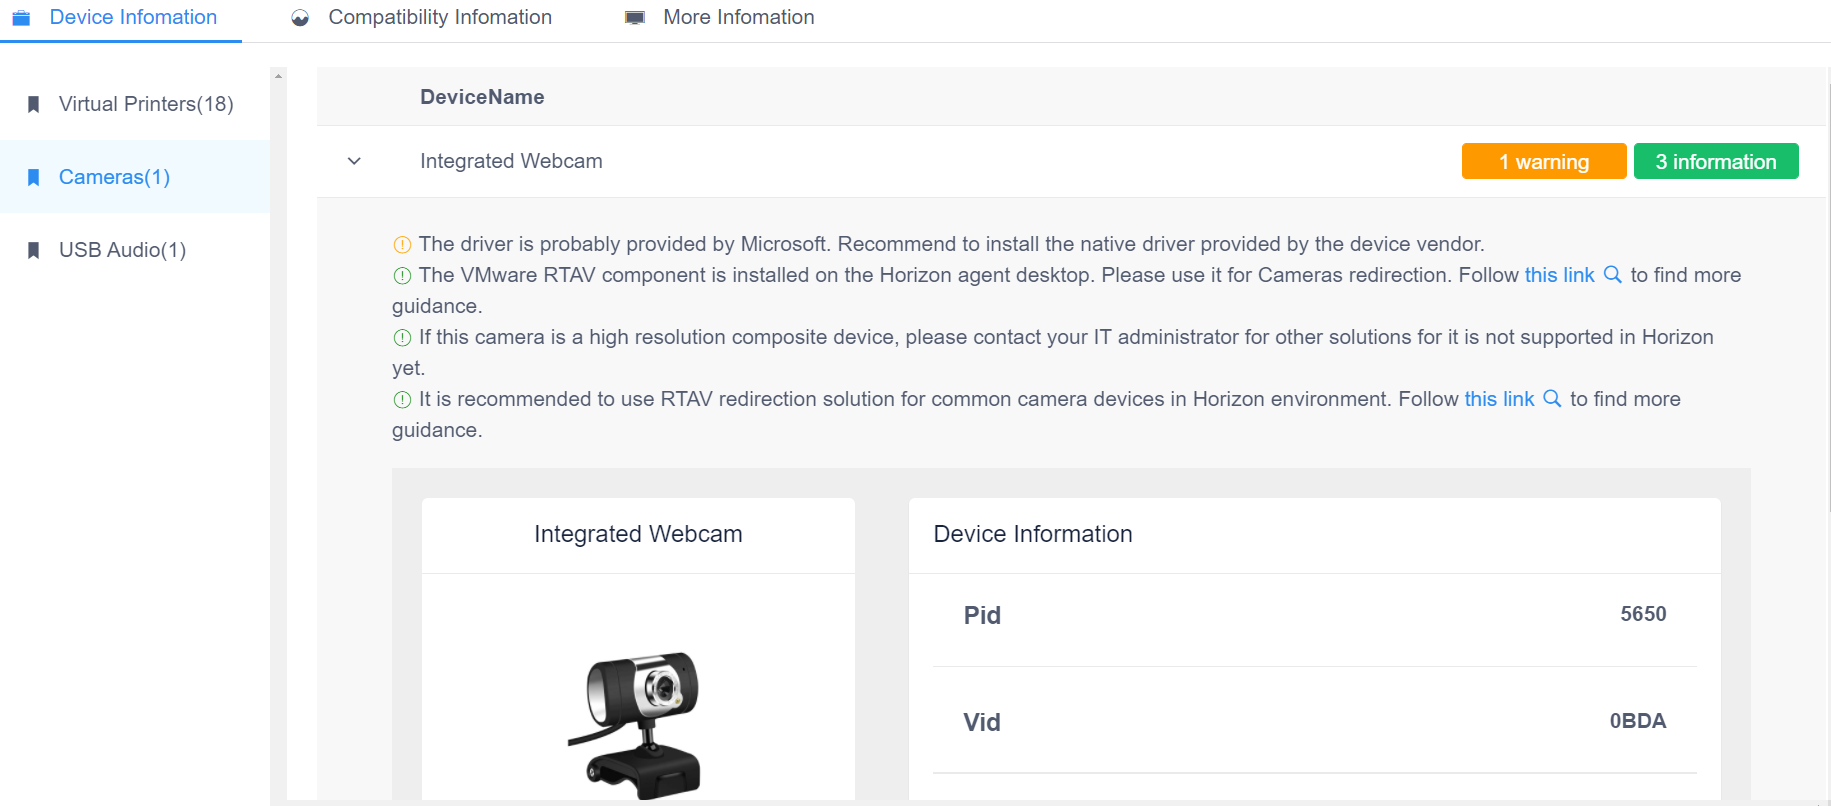 Device Infomation
Compatibility Infomation
More Infomation
Virtual Printers(18)
Cameras(1)
USB Audio(1)
DeviceName
Integrated Webcam
1 warning
3 information
The driver is probably provided by Microsoft. Recommend to install the native driver provided by the device vendor.
The VMware RTAV component is installed on the Horizon agent desktop. Please use it for Cameras redirection. Follow this link to find more
guidance.
If this camera is a high resolution composite device, please contact your IT administrator for other solutions for it is not supported in Horizon
yet.
It is recommended to use RTAV redirection solution for common camera devices in Horizon environment. Follow this link to find more
guidance.
Integrated Webcam
Device Information
Pid
5650
Vid
0BDA